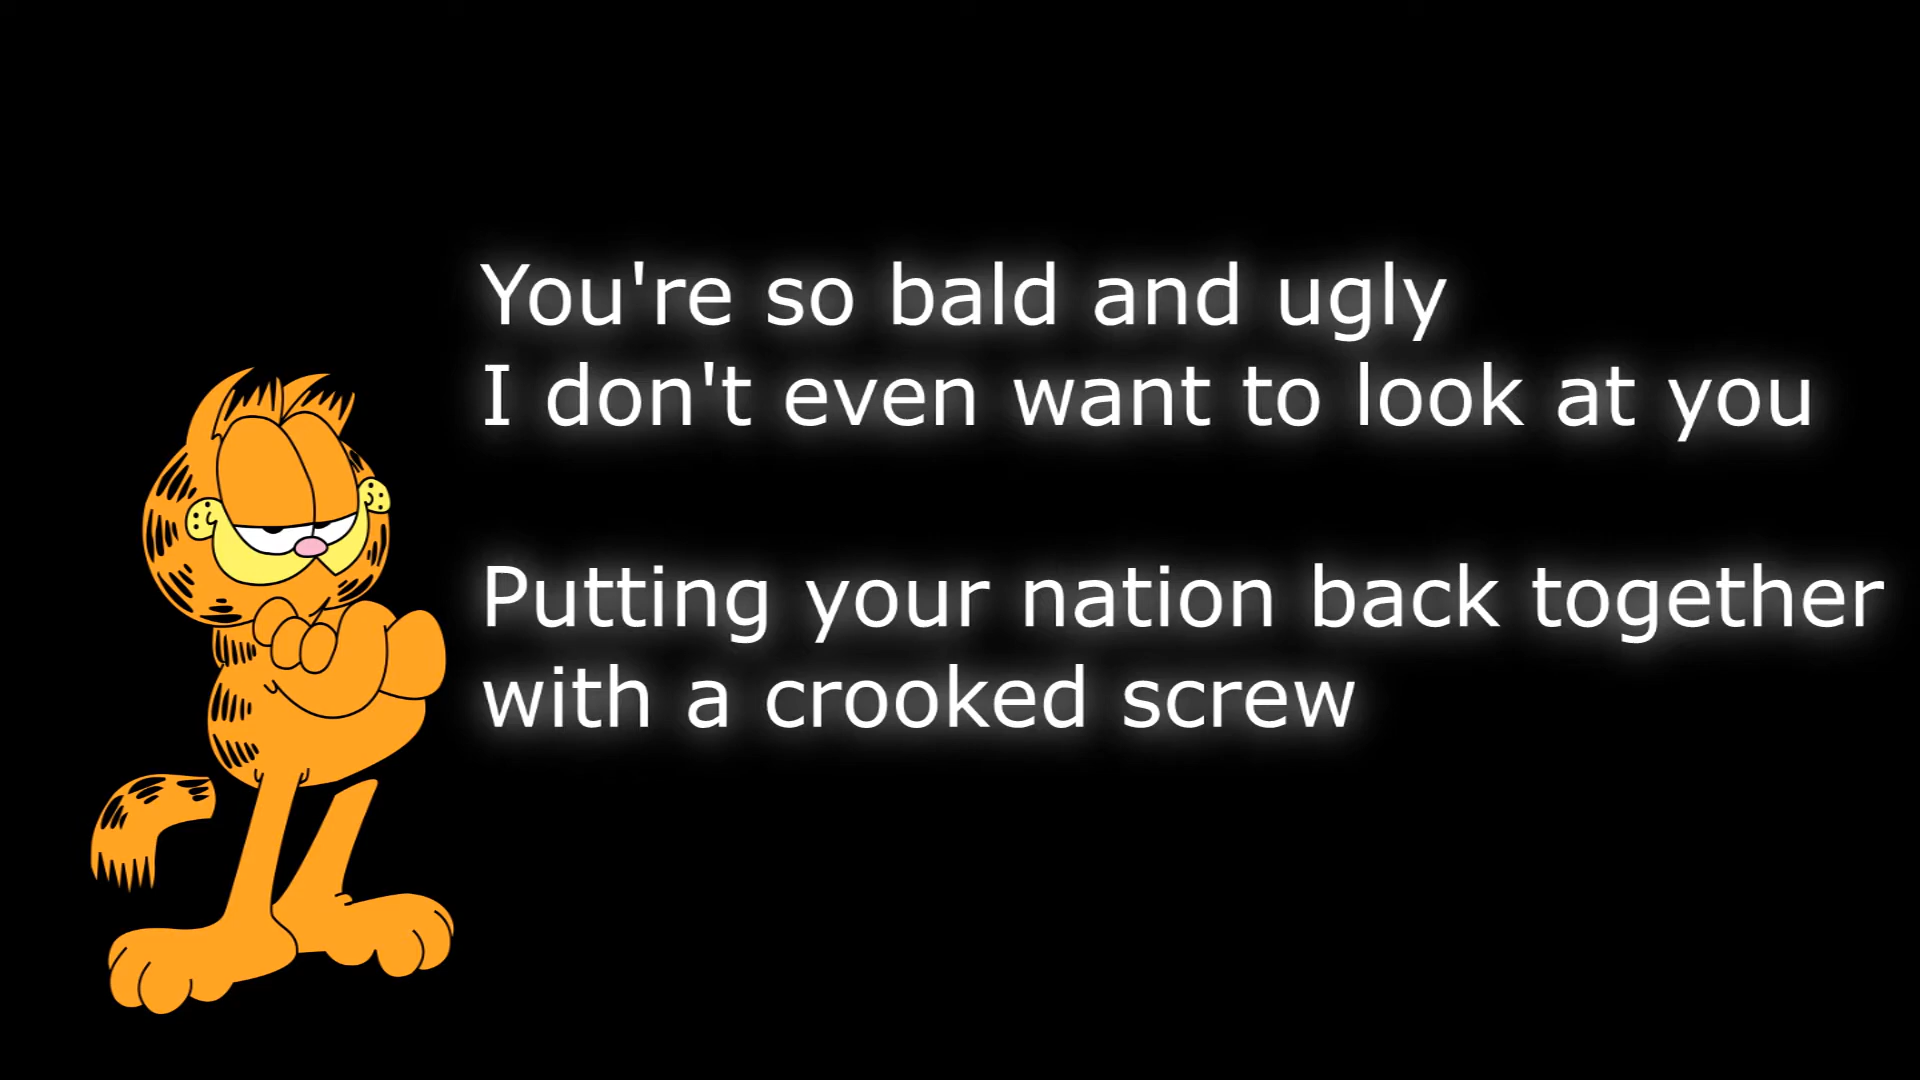 You're so bald and ugly
I don't even want to look at you
Putting your nation back together
with a crooked screw